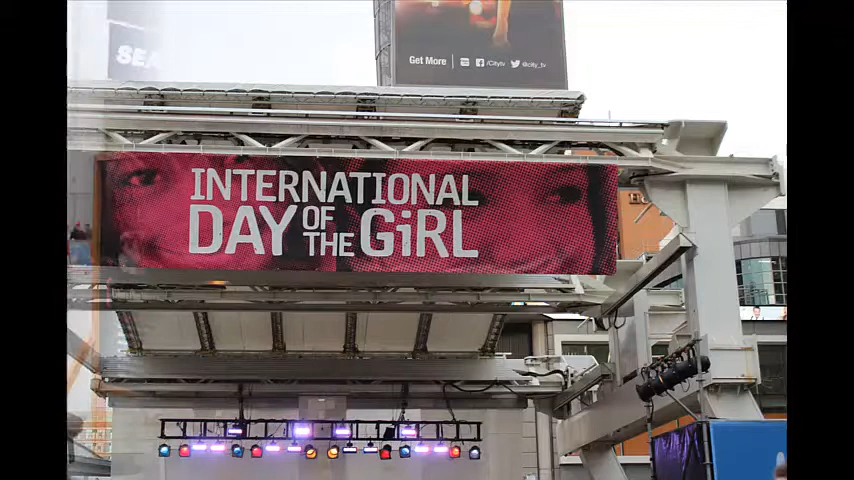 SEA
Get More /Citytv @city_tv
INTERNATIONAL
DAY OF THE GiRL